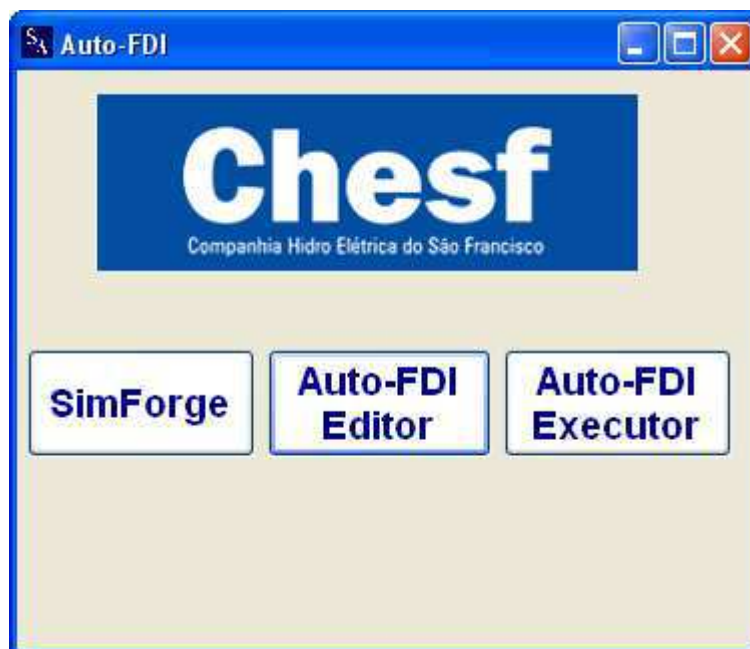 Auto-FDI
Chesf
Companhia Hidro Elétrica do São Francisco
SimForge
Auto-FDI
Editor
Auto-FDI
Executor